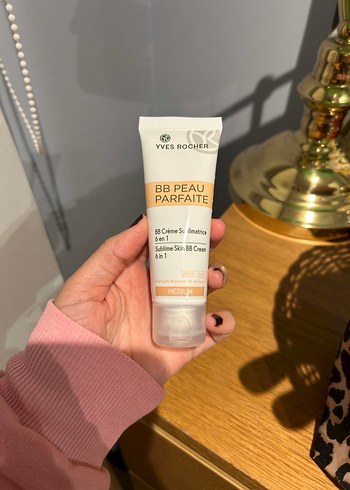 YVES ROCHER
BB PEAU
PARFAITE
BB Crème Sublimatrice
6 en 1
Sublime Skin BB Cream
6 in 1
MEDIUM